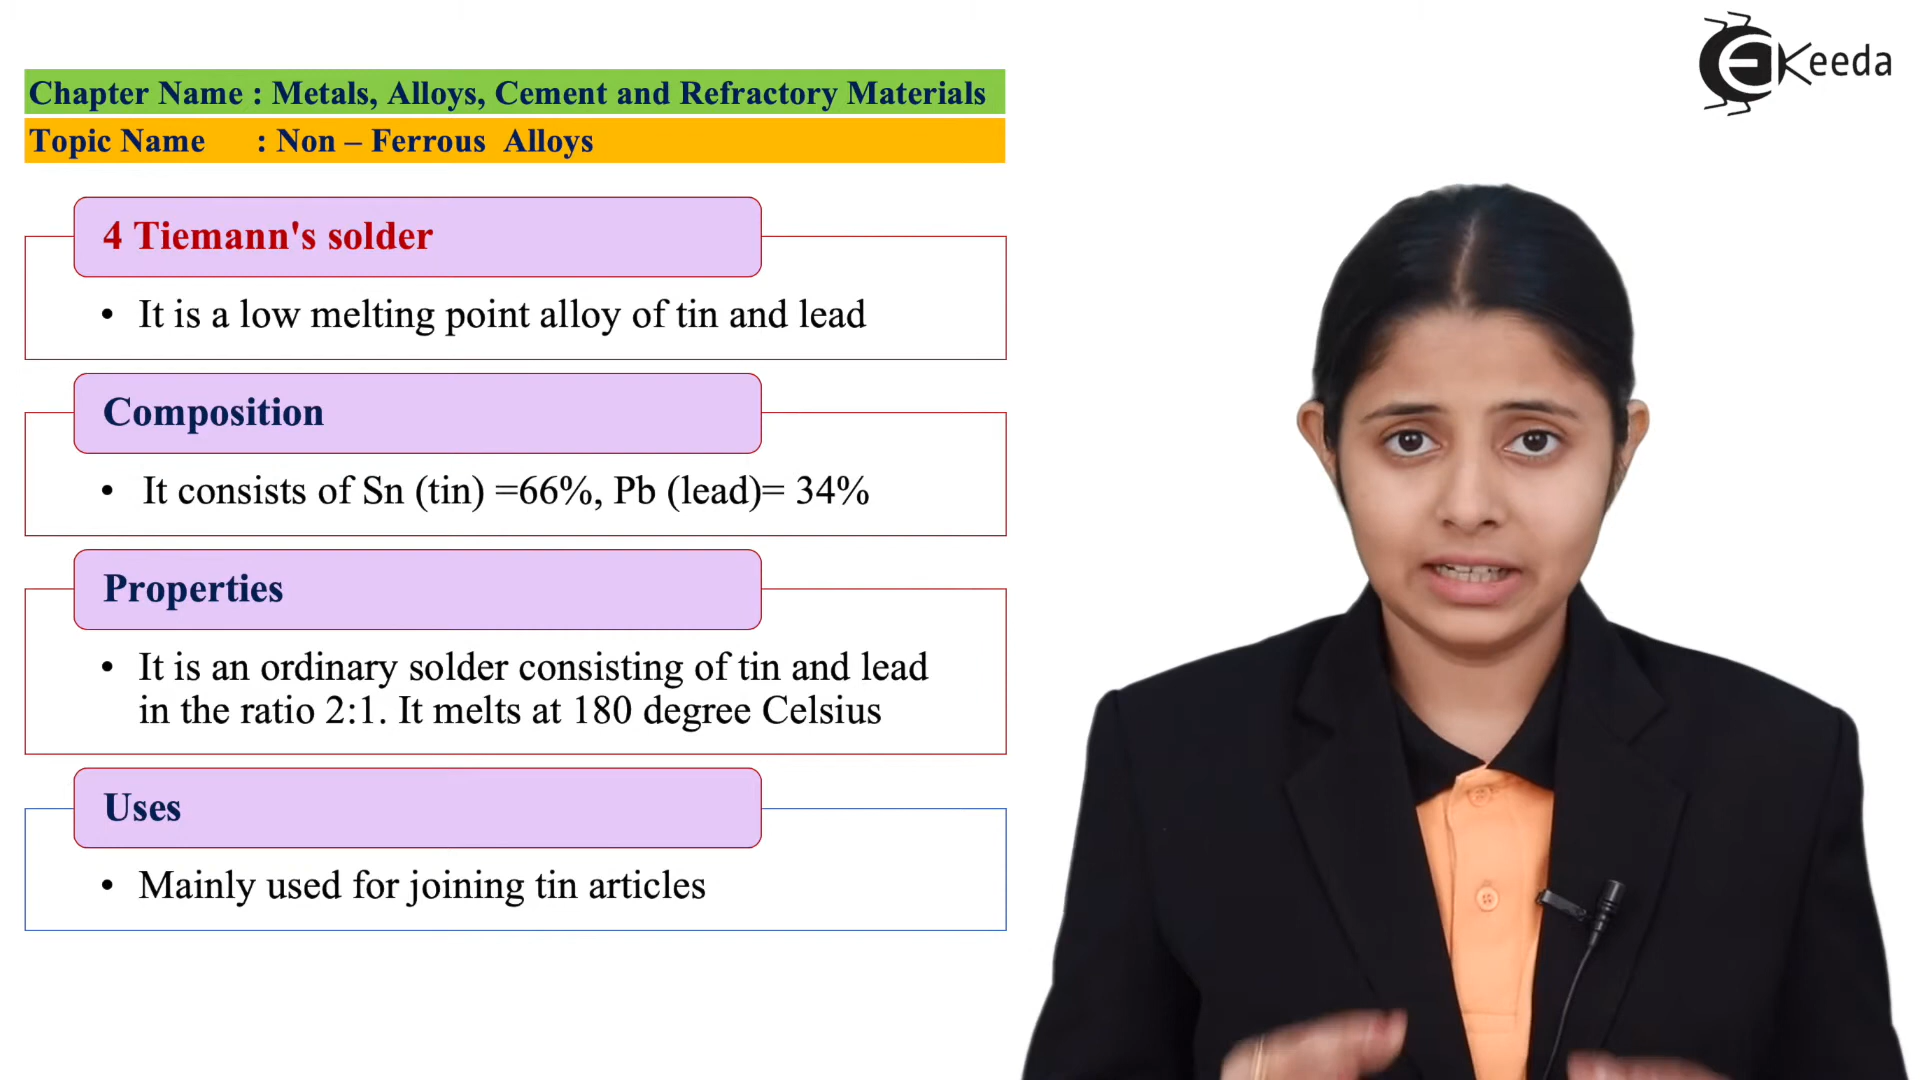 EKeeda
Chapter Name : Metals, Alloys, Cement and Refractory Materials
Topic Name : Non – Ferrous Alloys
4 Tiemann's solder
• It is a low melting point alloy of tin and lead
Composition
• It consists of Sn (tin) =66%, Pb (lead)= 34%
Properties
• It is an ordinary solder consisting of tin and lead
in the ratio 2:1. It melts at 180 degree Celsius
Uses
• Mainly used for joining tin articles